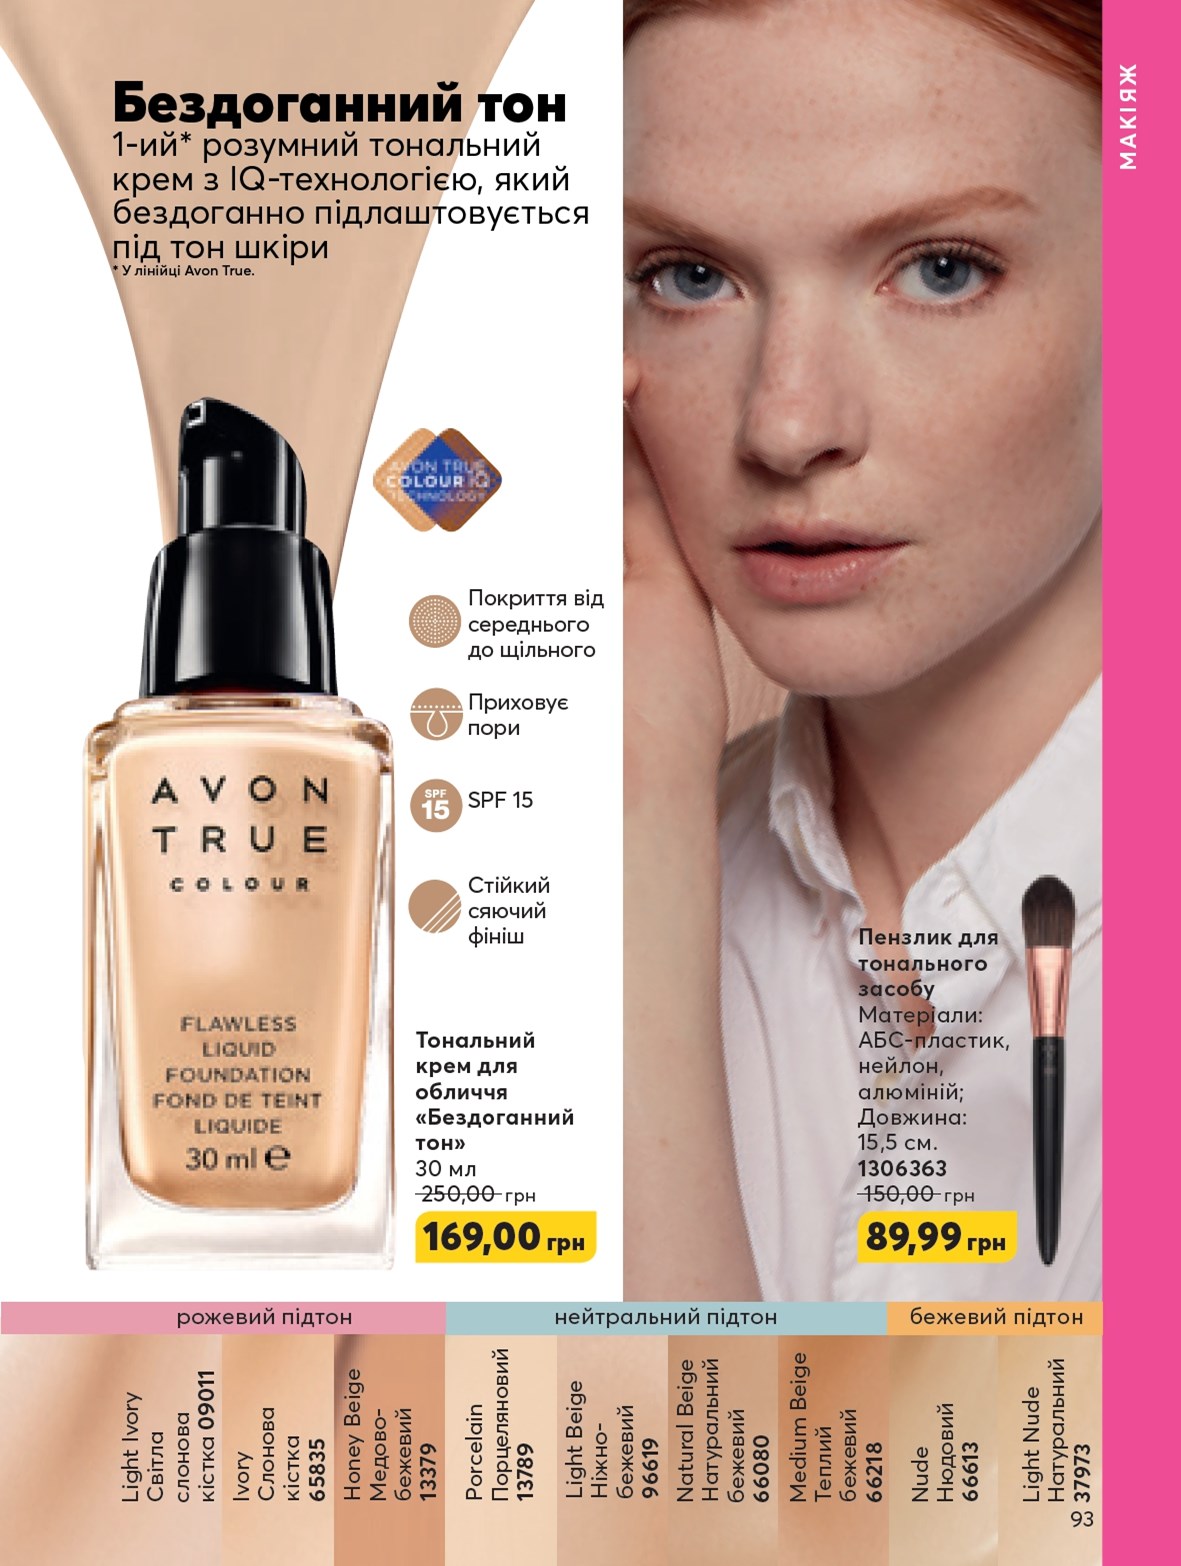 МАКІЯЖ
Бездоганний тон
1-ий* розумний тональний
крем з IQ-технологією, який
бездоганно підлаштовується
під тон шкіри
* У лінійці Avon True.
AVON TRUE
COLOUR IQ
TECHNOLOGY
Покриття від
середнього
до щільного
Приховує
пори
SPF
15
SPF 15
Стійкий
сяючий
фініш
AVON
TRUE
COLOUR
FLAWLESS
LIQUID
FOUNDATION
FOND DE TEINT
LIQUIDE
30 ml e
Тональний
крем для
обличчя
«Бездоганний
тон»
30 мл
250,00 грн
169,00 грн
Пензлик для
тонального
засобу
Матеріали:
АБС-пластик,
нейлон,
алюміній;
Довжина:
15,5 см.
1306363
150,00 грн
89,99 грн
рожевий підтон
нейтральний підтон
бежевий підтон
Light Ivory
Світла
слонова
кістка 09011
Ivory
Слонова
кістка
65835
Honey Beige
Медово-
бежевий
13379
Porcelain
Порцеляновий
13789
Light Beige
Ніжно-
бежевий
96619
Natural Beige
Натуральний
бежевий
66080
Medium Beige
Теплий
бежевий
66218
Nude
Нюдовий
66613
Light Nude
Натуральний
37973
93